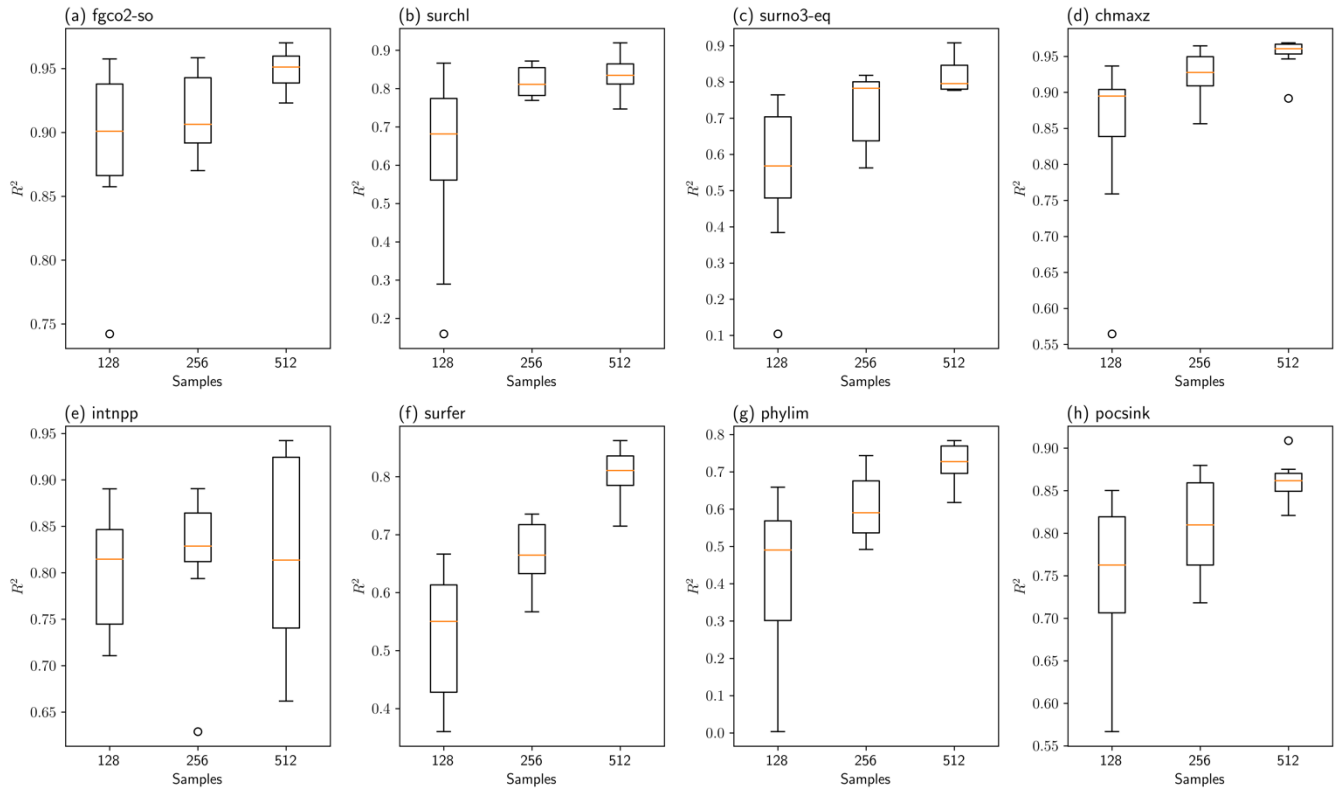 (a) fgco2-so
0.95
0.90
0.85
0.80
0.75
R²
128 256 512
Samples
(b) surchl
0.9
0.8
0.7
0.6
0.5
0.4
0.3
0.2
R²
128 256 512
Samples
(c) surno3-eq
0.9
0.8
0.7
0.6
0.5
0.4
0.3
0.2
0.1
R²
128 256 512
Samples
(d) chmaxz
0.95
0.90
0.85
0.80
0.75
0.70
0.65
0.60
0.55
R²
128 256 512
Samples
(e) intnpp
0.95
0.90
0.85
0.80
0.75
0.70
0.65
R²
128 256 512
Samples
(f) surfer
0.8
0.7
0.6
0.5
0.4
R²
128 256 512
Samples
(g) phylim
0.8
0.7
0.6
0.5
0.4
0.3
0.2
0.1
0.0
R²
128 256 512
Samples
(h) pocsink
0.90
0.85
0.80
0.75
0.70
0.65
0.60
0.55
R²
128 256 512
Samples